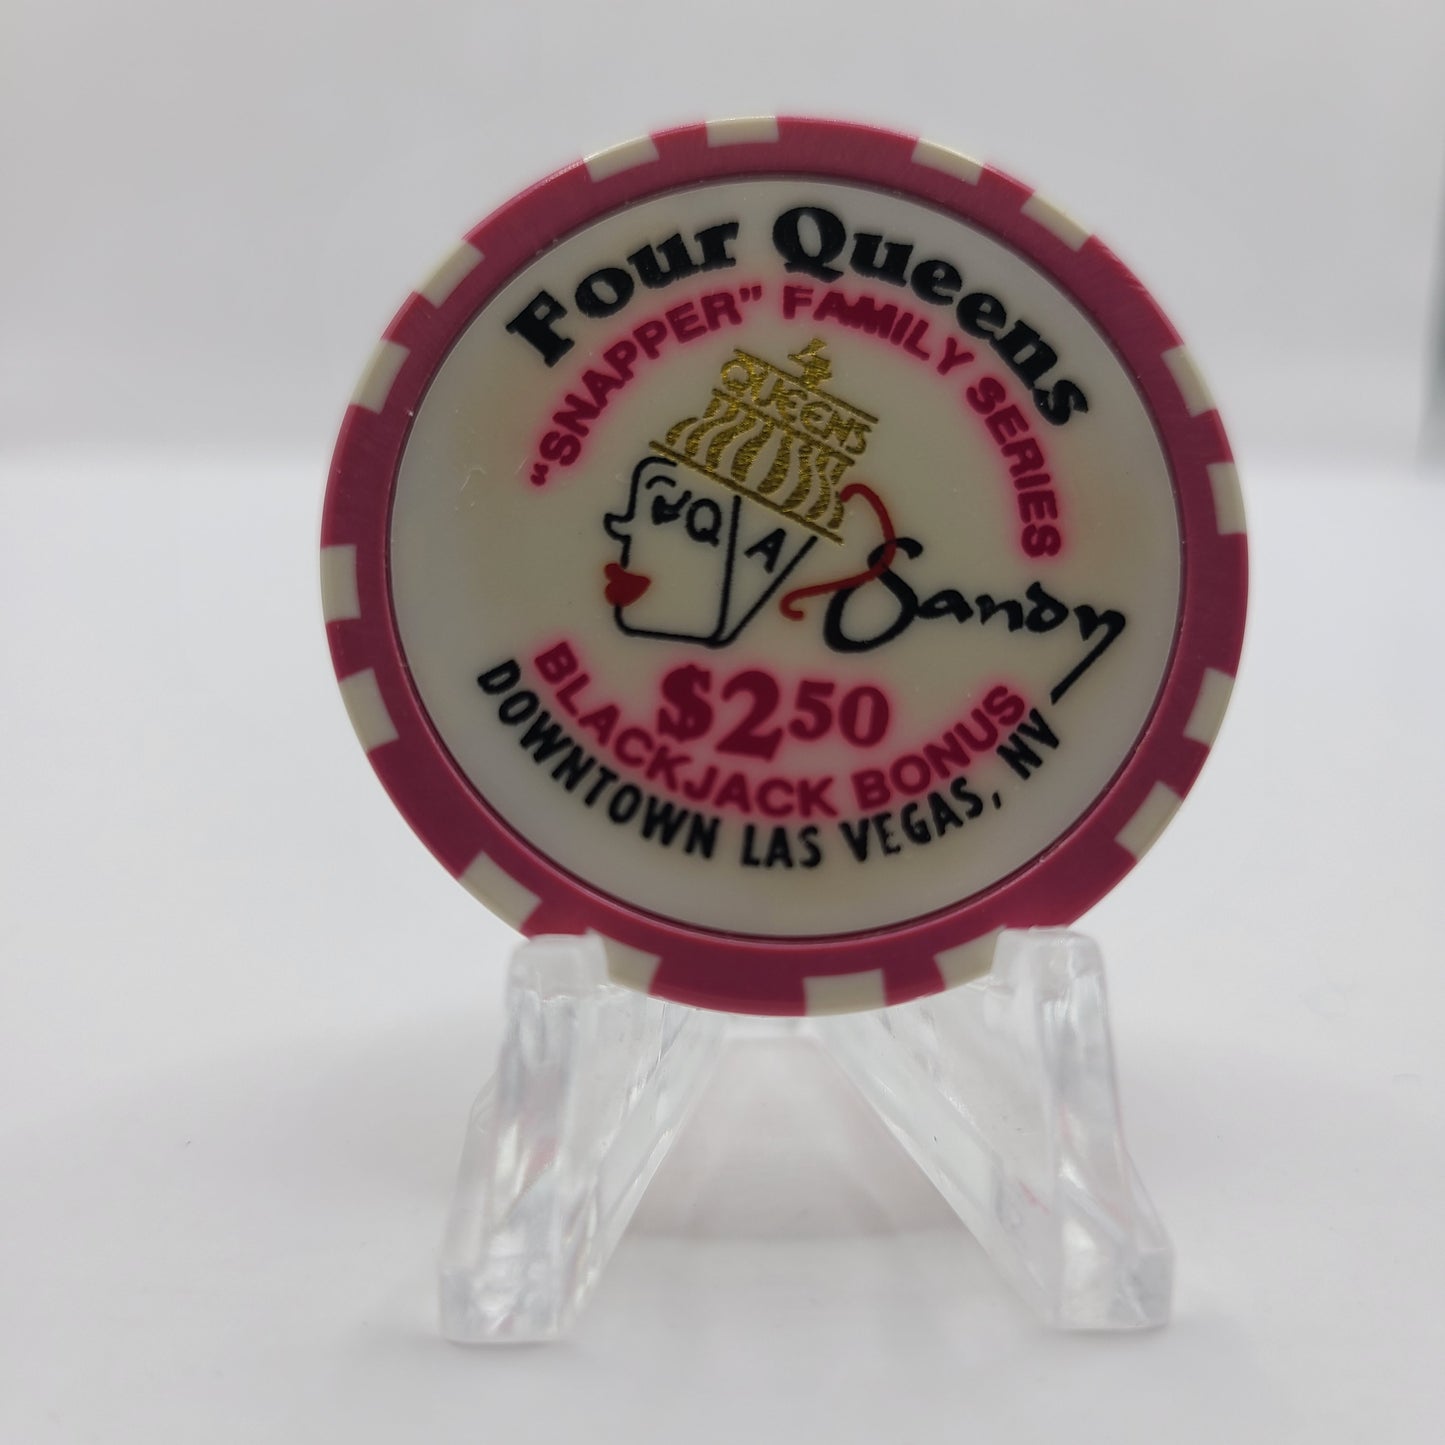 Four Queens
"SNAPPER" FAMILY SERIES
4
QUEENS
Q A
Sandy
$2.50
BLACKJACK BONUS
DOWNTOWN LAS VEGAS, NV